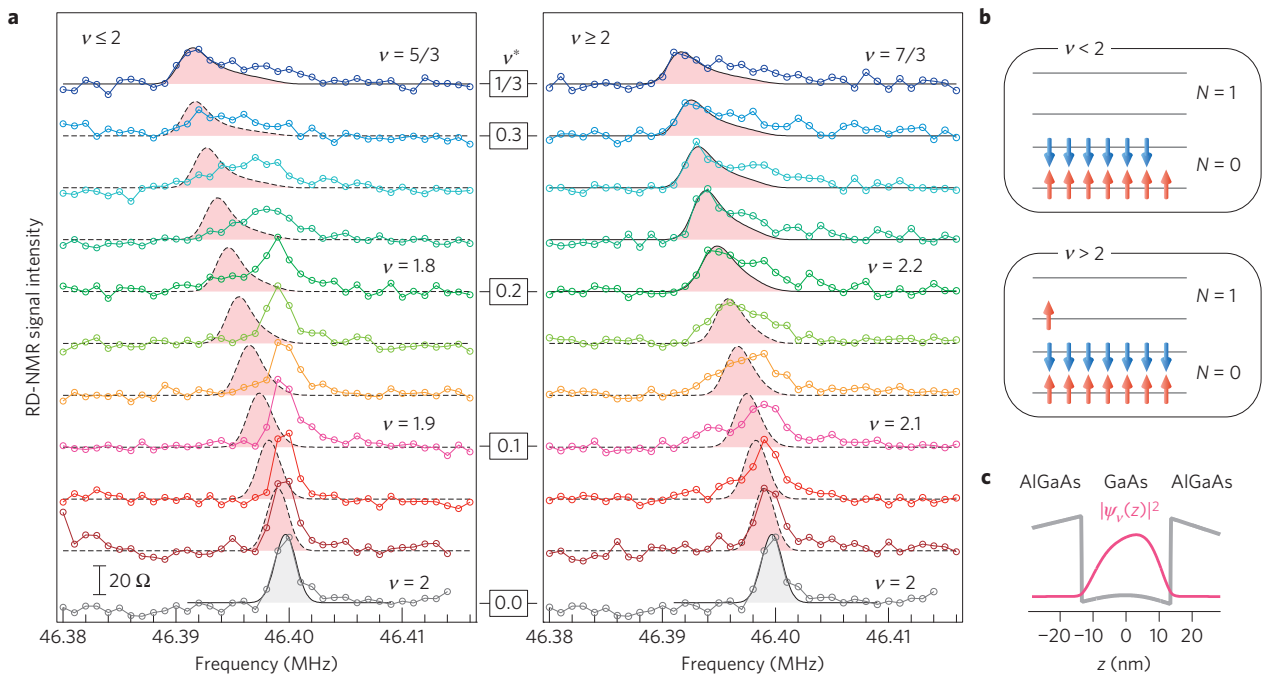 a
ν ≤ 2
ν = 5/3
ν*
ν ≥ 2
ν = 7/3
1/3
0.3
ν = 1.8
0.2
ν = 2.2
ν = 1.9
0.1
ν = 2.1
20 Ω
ν = 2
0.0
ν = 2
RD-NMR signal intensity
46.38 46.39 46.40 46.41
Frequency (MHz)
46.38 46.39 46.40 46.41
Frequency (MHz)
b
ν < 2
N = 1
N = 0
ν > 2
N = 1
N = 0
c
AlGaAs GaAs AlGaAs
|ψν(z)|²
−20 −10 0 10 20
z (nm)